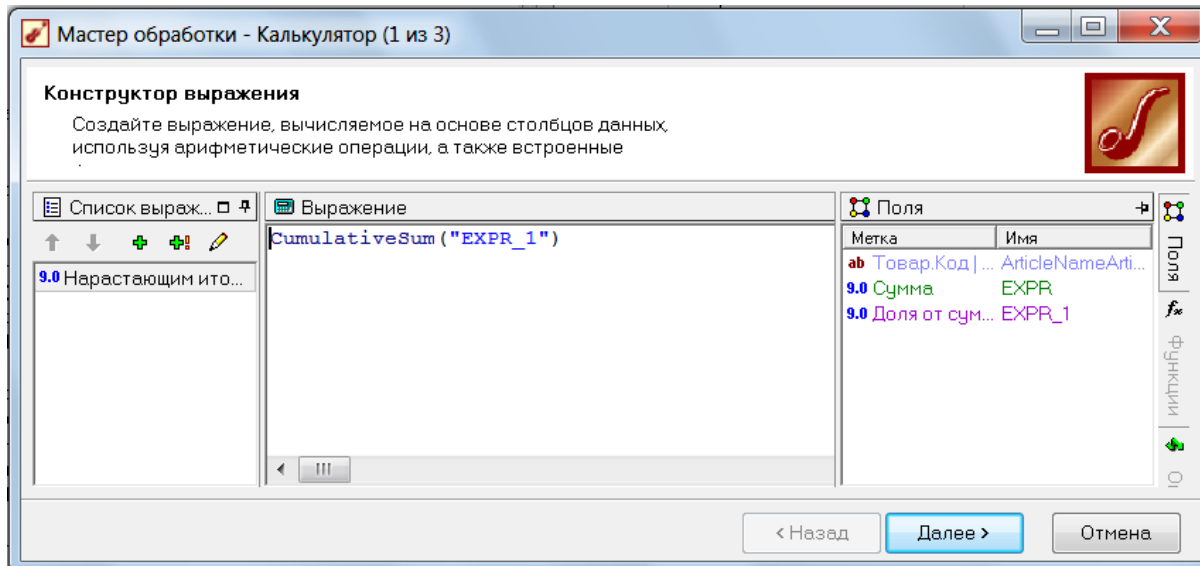 Мастер обработки - Калькулятор (1 из 3)
Конструктор выражения
Создайте выражение, вычисляемое на основе столбцов данных,
используя арифметические операции, а также встроенные
Список выраж...
Выражение
Поля
9.0 Нарастающим ито...
CumulativeSum("EXPR_1")
Метка Имя
ab Товар.Код | ... ArticleNameArti...
9.0 Сумма EXPR
9.0 Доля от сум... EXPR_1
Поля
fx Функции
< Назад
Далее >
Отмена